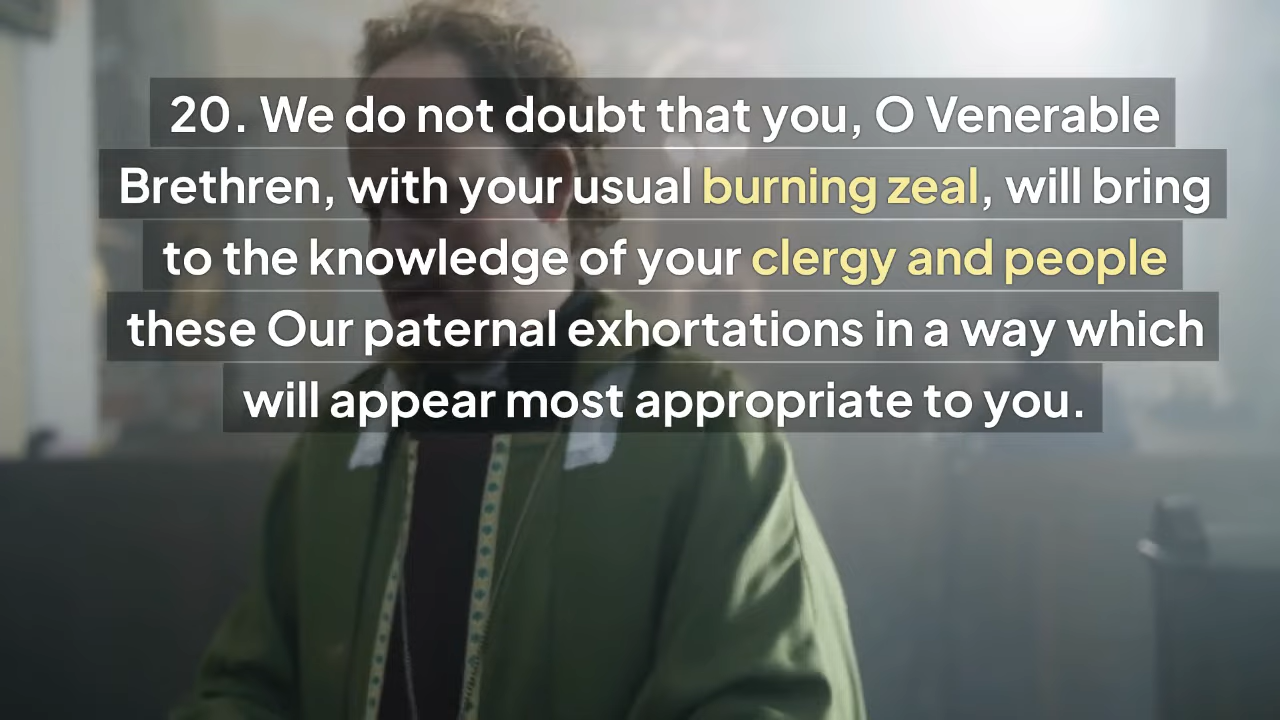 20. We do not doubt that you, O Venerable
Brethren, with your usual burning zeal, will bring
to the knowledge of your clergy and people
these Our paternal exhortations in a way which
will appear most appropriate to you.